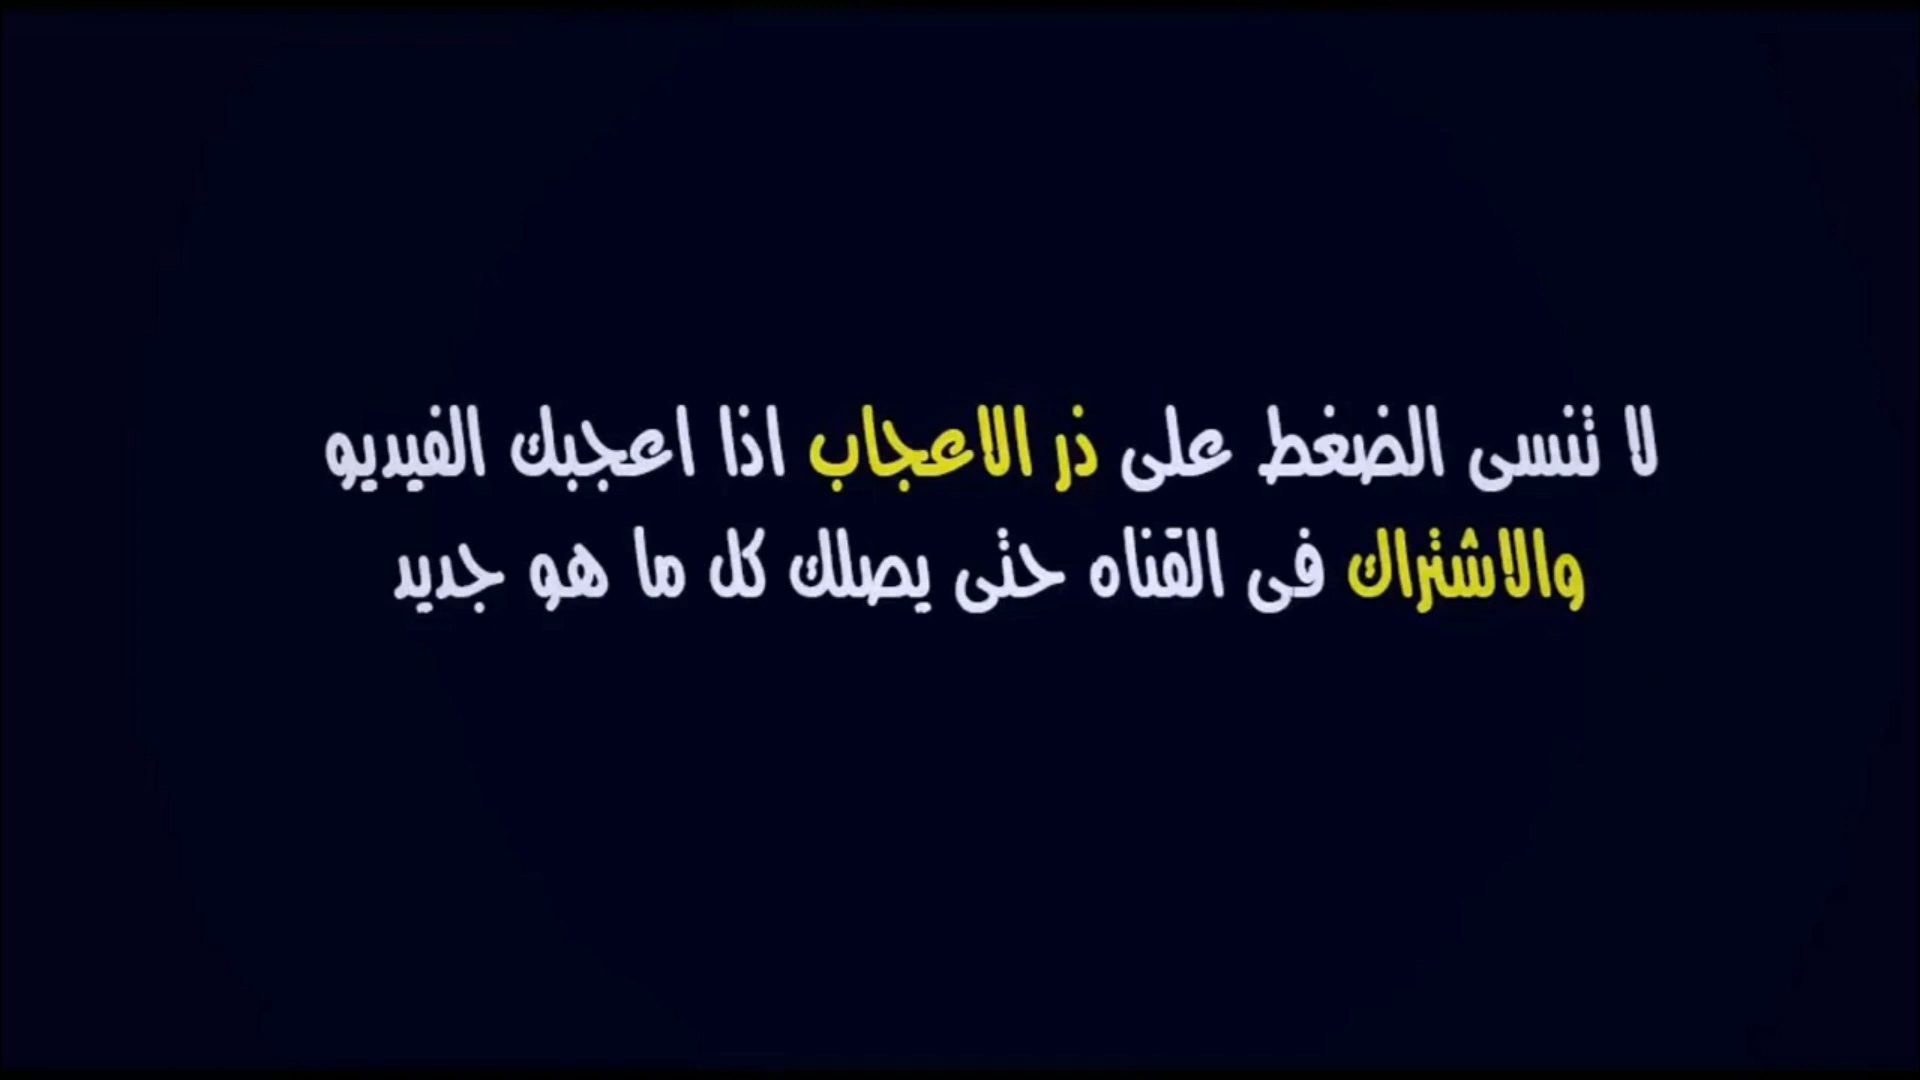 لا تنسى الضغط على ذر الاعجاب اذا اعجبك الفيديو
والاشتراك فى القناه حتى يصلك كل ما هو جديد